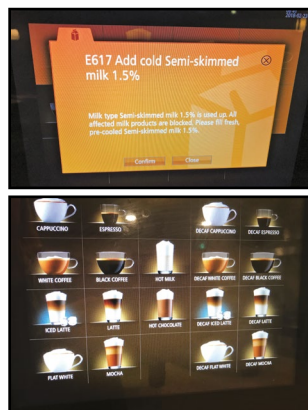 E617 Add cold Semi-skimmed
milk 1.5%
Milk type Semi-skimmed milk 1.5% is used up. All
affected milk products are blocked. Please fill fresh,
pre-cooled Semi-skimmed milk 1.5%.
Confirm Close
CAPPUCCINO ESPRESSO DECAF CAPPUCCINO DECAF ESPRESSO
WHITE COFFEE BLACK COFFEE HOT MILK DECAF WHITE COFFEE DECAF BLACK COFFEE
ICED LATTE LATTE HOT CHOCOLATE DECAF ICED LATTE DECAF LATTE
FLAT WHITE MOCHA DECAF FLAT WHITE DECAF MOCHA